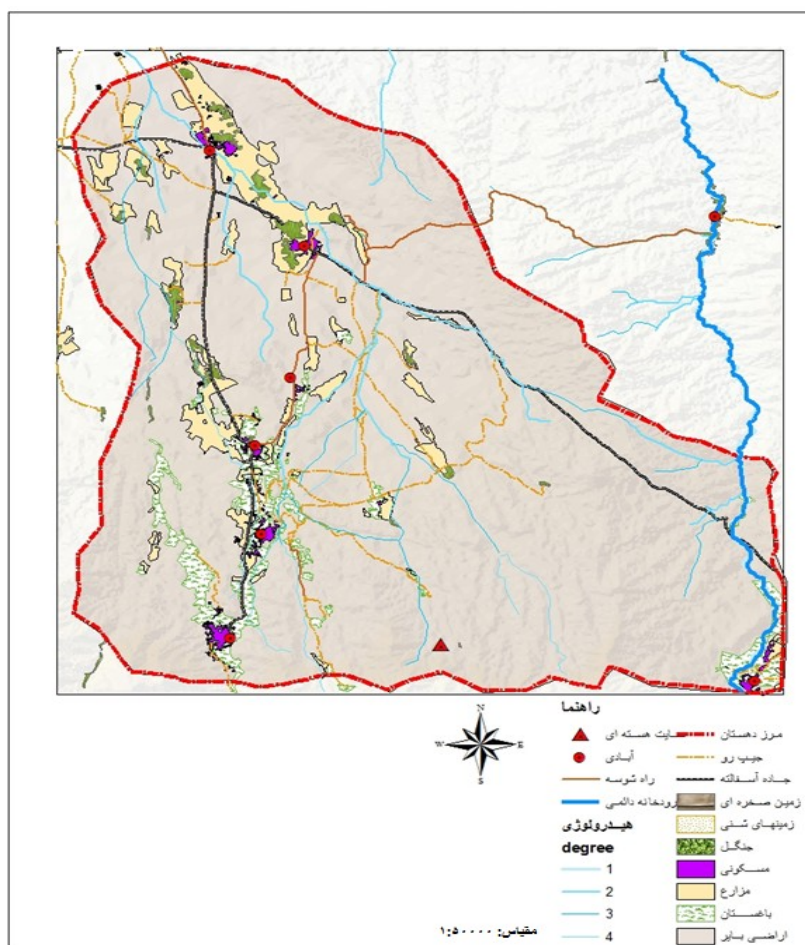 N
W E
S
راهنما
سایت هسته ای
مرز دهستان
آبادی
جیپ رو
راه شوسه
جاده آسفالته
رودخانه دائمی
زمین صخره ای
هیدرولوژی
زمینهای شنی
degree
جنگل
1
مسکونی
2
مزارع
3
باغستان
4
اراضی بایر
مقیاس: ۱:۵۰۰۰۰